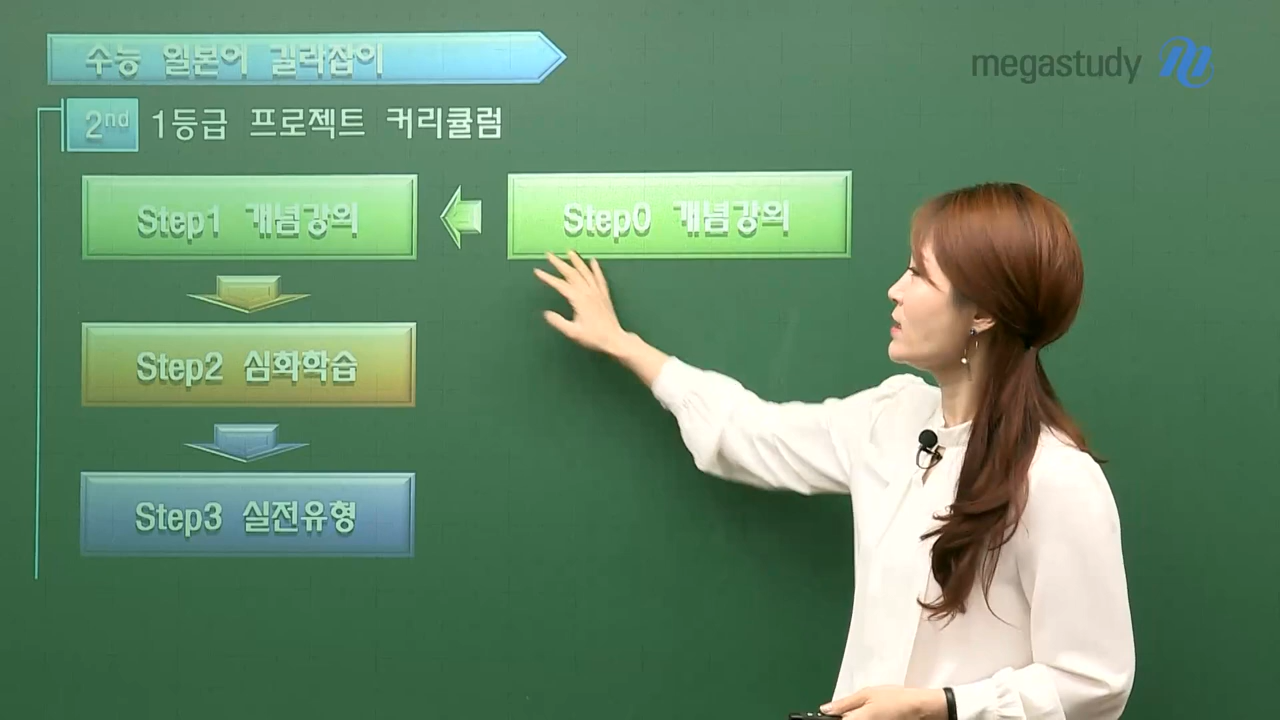 수능 일본어 길라잡이
megastudy
2nd 1등급 프로젝트 커리큘럼
Step1 개념강의
Step0 개념강의
Step2 심화학습
Step3 실전유형